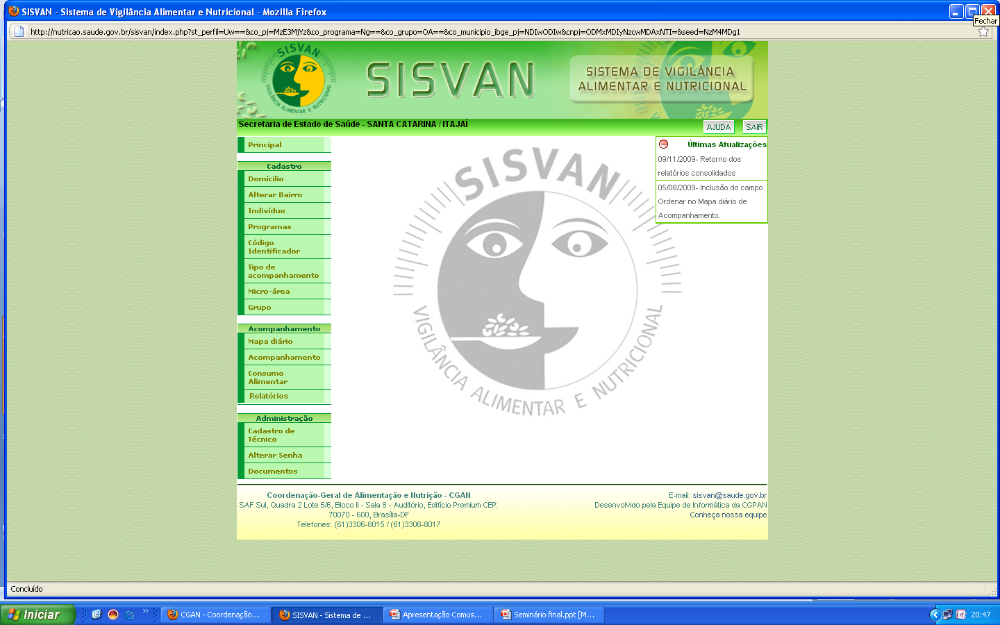 SISVAN - Sistema de Vigilância Alimentar e Nutricional - Mozilla Firefox
Fechar
http://nutricao.saude.gov.br/sisvan/index.php?st_perfil=Uw==&co_pj=MzE3MjYz&co_programa=Ng==&co_grupo=OA==&co_municipio_ibge_pj=NDIwODIw&cnpj=ODMxMDIyNzcwMDAxNTI=&seed=NzM4MDg1
SISVAN
VIGILÂNCIA ALIMENTAR E NUTRICIONAL
SISVAN
SISTEMA DE VIGILÂNCIA
ALIMENTAR E NUTRICIONAL
Secretaria de Estado de Saúde - SANTA CATARINA / ITAJAÍ
AJUDA
SAIR
Principal
Cadastro
Domícilio
Alterar Bairro
Indivíduo
Programas
Código
Identificador
Tipo de
acompanhamento
Micro-área
Grupo
Acompanhamento
Mapa diário
Acompanhamento
Consumo
Alimentar
Relatórios
Administração
Cadastro de
Técnico
Alterar Senha
Documentos
SISVAN
VIGILÂNCIA ALIMENTAR E NUTRICIONAL
Últimas Atualizações
09/11/2009- Retorno dos
relatórios consolidados
05/08/2009- Inclusão do campo
Ordenar no Mapa diário de
Acompanhamento.
Coordenação-Geral de Alimentação e Nutrição - CGAN
SAF Sul, Quadra 2 Lote 5/6, Bloco II - Sala 8 - Auditório, Edifício Premium CEP:
70070 - 600, Brasília-DF
Telefones: (61)3306-8015 / (61)3306-8017
E-mail: sisvan@saude.gov.br
Desenvolvido pela Equipe de Informática da CGPAN
Conheça nossa equipe
Concluído
Iniciar
CGAN - Coordenação...
SISVAN - Sistema de ...
Apresentação Comus...
Seminário final.ppt [M...
20:47